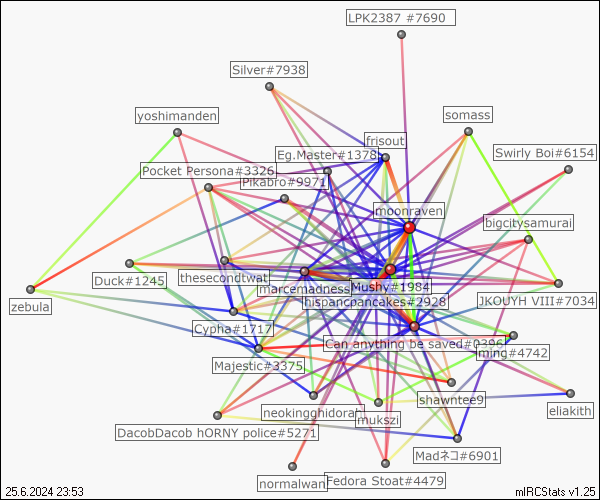 LPK2387 #7690
Silver#7938
yoshimanden
somass
frisout
Eg.Master#1378
Swirly Boi#6154
Pocket Persona#3326
Pikabro#9971
moonraven
bigcitysamurai
thesecondtwat
Duck#1245
marcemadness
Mushy#1984
zebula
hispancpancakes#2928
JKOUYH VIII#7034
Cypha#1717
Can anything be saved#0396
ming#4742
Majestic#3375
shawntee9
eliakith
neokingghidorah
mukszi
DacobDacob hORNY police#5271
Madネコ#6901
normalwan
Fedora Stoat#4479
25.6.2024 23:53
mIRCStats v1.25